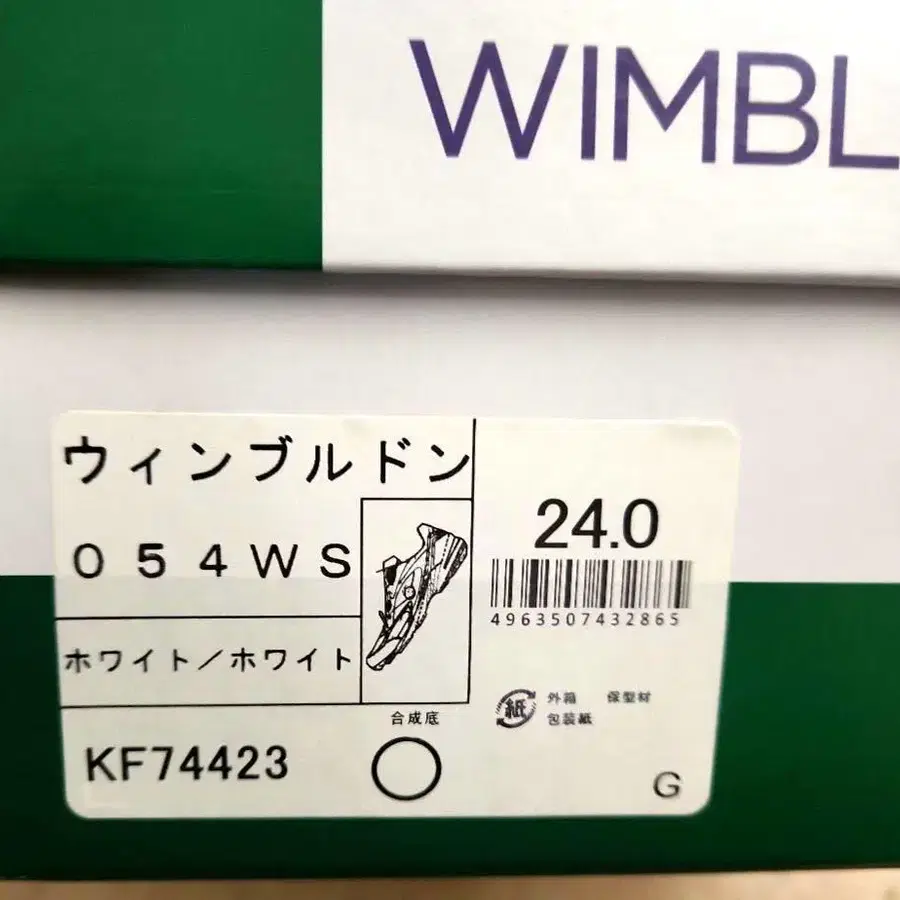 WIMBL
ウィンブルドン
054WS
ホワイト/ホワイト
KF74423
合成底
24.0
4963507432865
紙
外箱 保型材
包装紙
G